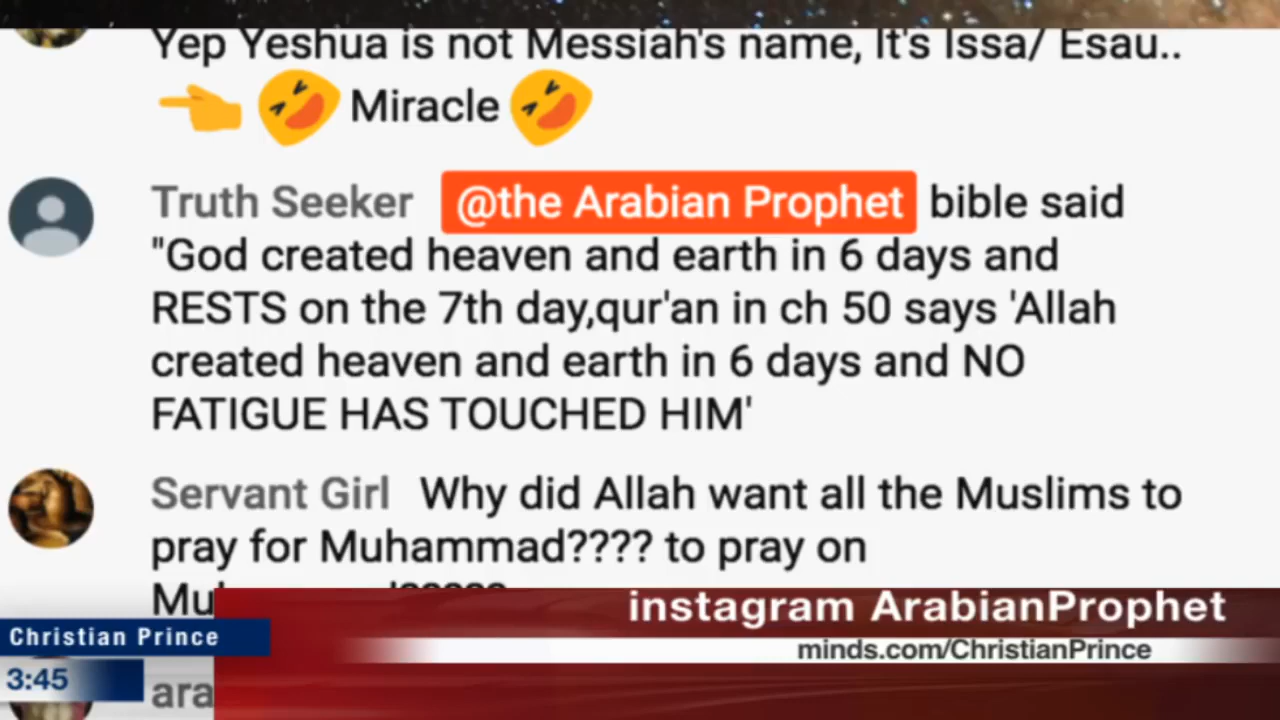 Yep Yeshua is not Messiah's name, It's Issa/ Esau..
Miracle
Truth Seeker @the Arabian Prophet bible said
"God created heaven and earth in 6 days and
RESTS on the 7th day,qur'an in ch 50 says 'Allah
created heaven and earth in 6 days and NO
FATIGUE HAS TOUCHED HIM'
Servant Girl Why did Allah want all the Muslims to
pray for Muhammad???? to pray on
instagram ArabianProphet
Christian Prince
minds.com/ChristianPrince
3:45